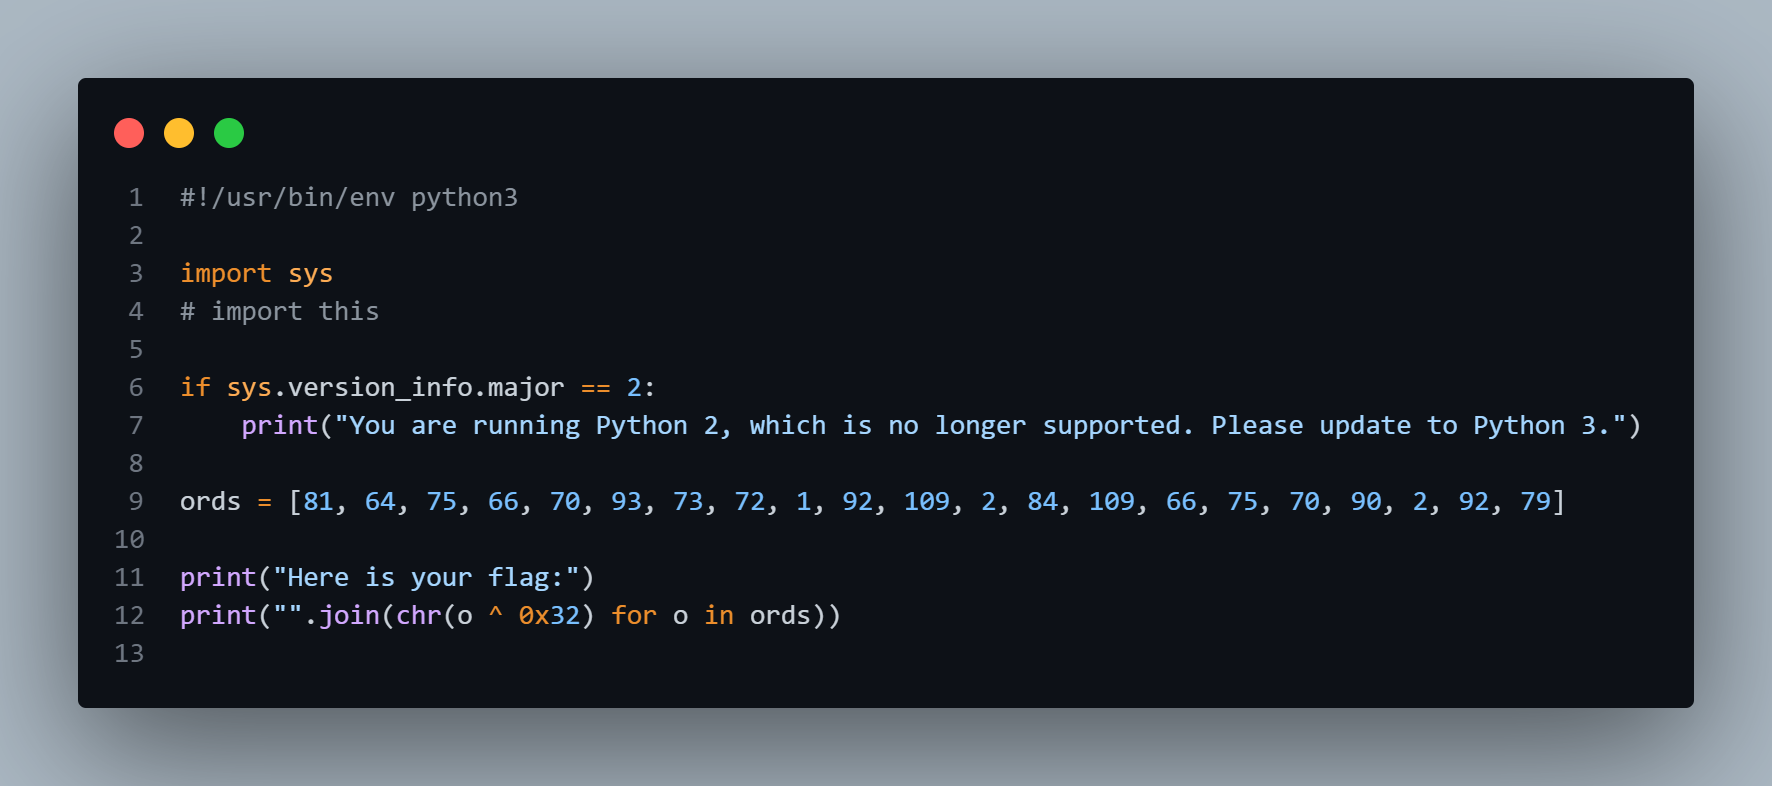 1 #!/usr/bin/env python3
2
3 import sys
4 # import this
5
6 if sys.version_info.major == 2:
7     print("You are running Python 2, which is no longer supported. Please update to Python 3.")
8
9 ords = [81, 64, 75, 66, 70, 93, 73, 72, 1, 92, 109, 2, 84, 109, 66, 75, 70, 90, 2, 92, 79]
10
11 print("Here is your flag:")
12 print("".join(chr(o ^ 0x32) for o in ords))
13